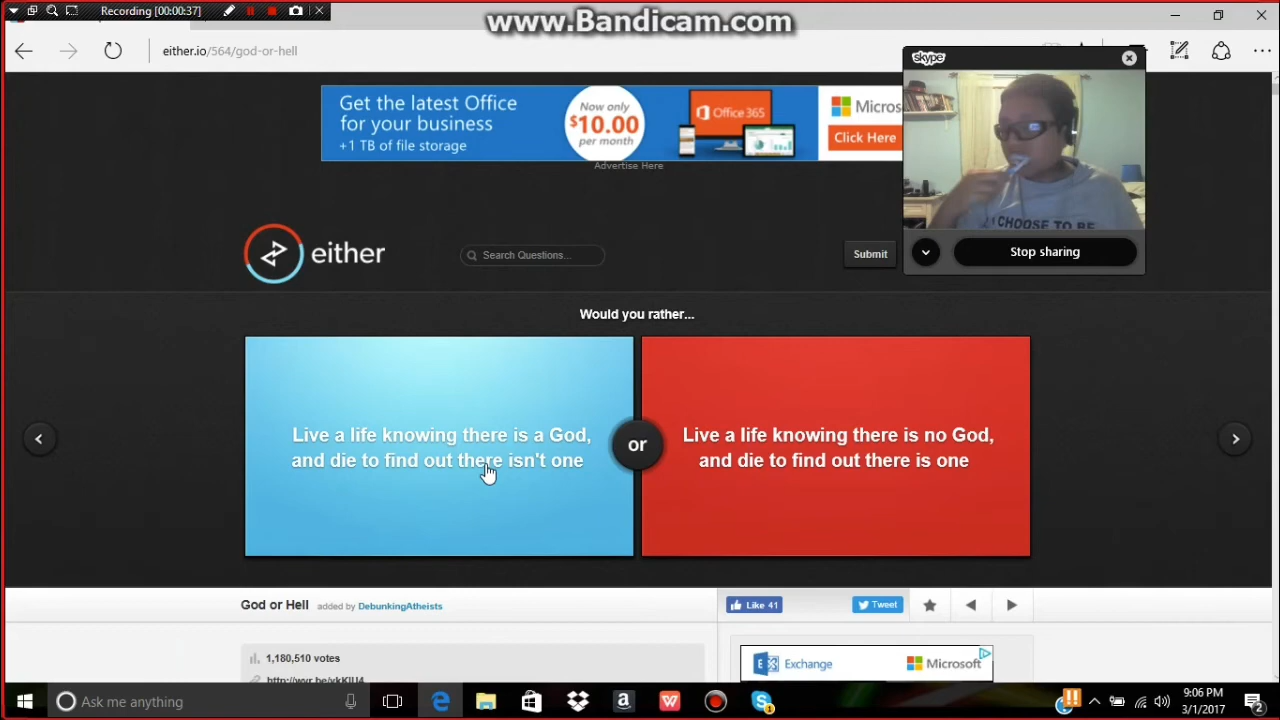 Recording [00:00:37]
www.Bandicam.com
either.io/564/god-or-hell
skype
Get the latest Office
for your business
+1 TB of file storage
Now only
$10.00
per month
Office 365
Micros
Click Here
Advertise Here
I CHOOSE TO BE
Stop sharing
either
Search Questions...
Submit
Would you rather...
Live a life knowing there is a God,
and die to find out there isn't one
or
Live a life knowing there is no God,
and die to find out there is one
God or Hell added by DebunkingAtheists
Like 41
Tweet
1,180,510 votes
Exchange
Microsoft
Ask me anything
9:06 PM
3/1/2017